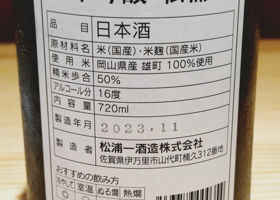 品目 日本酒
原材料名 米(国産)・米麹(国産米)
使用米 岡山県産 雄町 100%使用
精米歩合 50%
アルコール分 16度
内容量 720ml
製造年月 2023.11
製造者 松浦一酒造株式会社
佐賀県伊万里市山代町楠久312番地
おすすめの飲み方
冷やして 室温 ぬる燗 熱燗